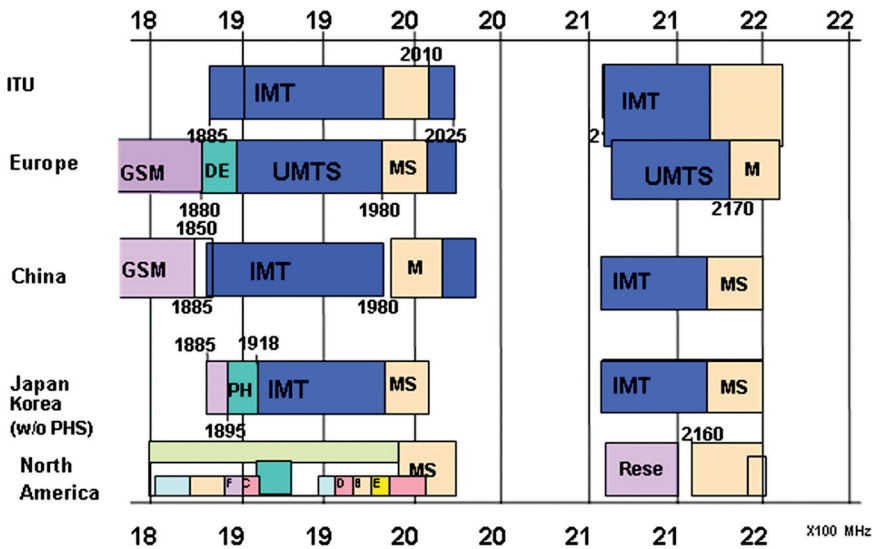 18 19 19 20 20 21 21 22 22
2010
ITU IMT IMT
1885 2025 2
Europe GSM DE UMTS MS UMTS M
1880 1980 2170
1850
China GSM IMT M IMT MS
1885 1980
1885 1918
Japan
Korea
(w/o PHS)
PH IMT MS IMT MS
1895 2160
North
America
MS Rese
F C D B E
18 19 19 20 20 21 21 22 22 X100 MHz